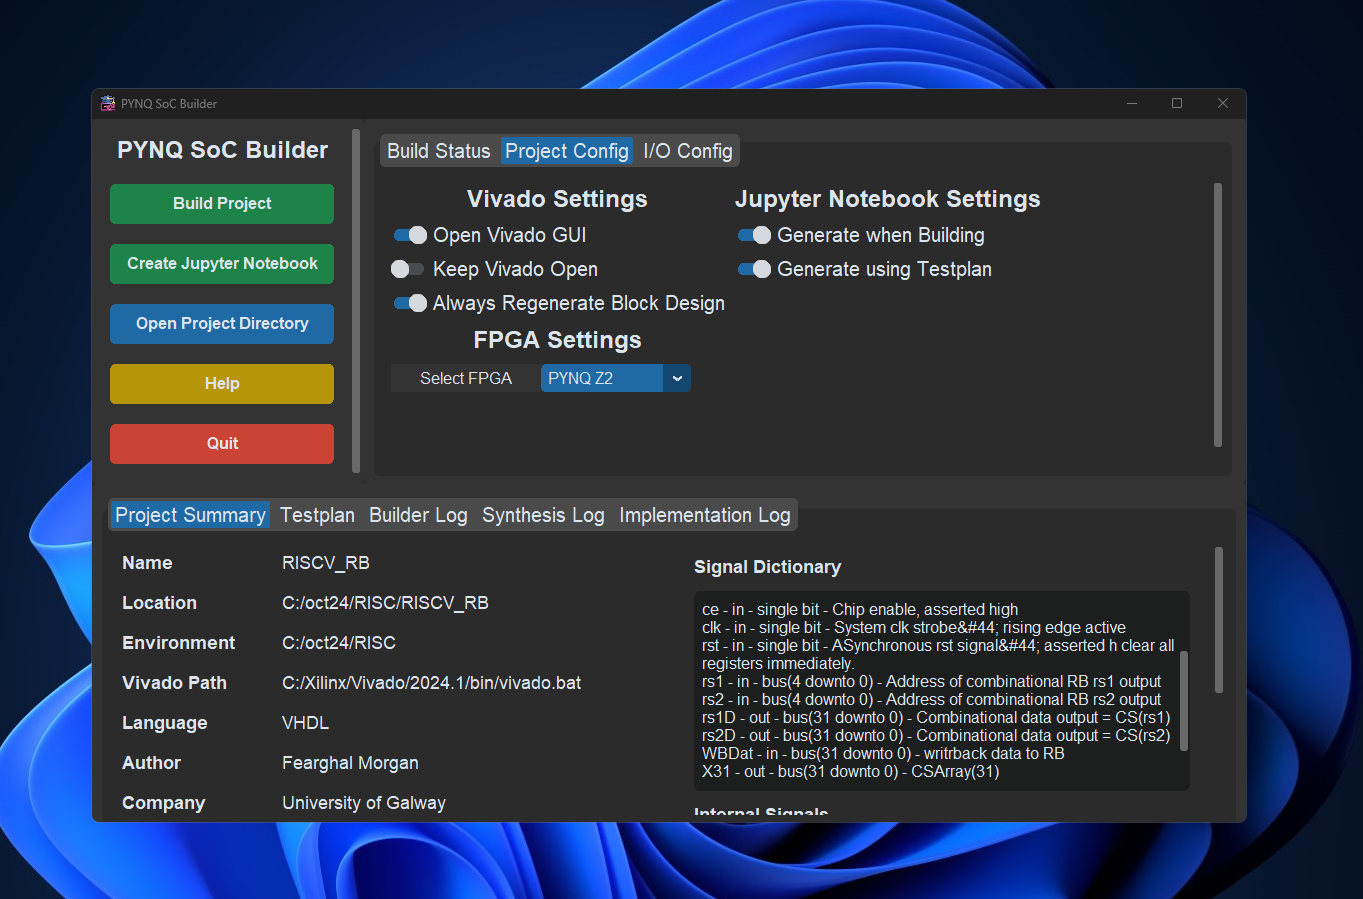 PYNQ SoC Builder
PYNQ SoC Builder
Build Project
Create Jupyter Notebook
Open Project Directory
Help
Quit
Build Status Project Config I/O Config
Vivado Settings
Open Vivado GUI
Keep Vivado Open
Always Regenerate Block Design
FPGA Settings
Select FPGA PYNQ Z2
Jupyter Notebook Settings
Generate when Building
Generate using Testplan
Project Summary Testplan Builder Log Synthesis Log Implementation Log
Name RISCV_RB
Location C:/oct24/RISC/RISCV_RB
Environment C:/oct24/RISC
Vivado Path C:/Xilinx/Vivado/2024.1/bin/vivado.bat
Language VHDL
Author Fearghal Morgan
Company University of Galway
Signal Dictionary
ce - in - single bit - Chip enable, asserted high
clk - in - single bit - System clk strobe&#44; rising edge active
rst - in - single bit - ASynchronous rst signal&#44; asserted h clear all
registers immediately.
rs1 - in - bus(4 downto 0) - Address of combinational RB rs1 output
rs2 - in - bus(4 downto 0) - Address of combinational RB rs2 output
rs1D - out - bus(31 downto 0) - Combinational data output = CS(rs1)
rs2D - out - bus(31 downto 0) - Combinational data output = CS(rs2)
WBDat - in - bus(31 downto 0) - writrback data to RB
X31 - out - bus(31 downto 0) - CSArray(31)
Internal Signals